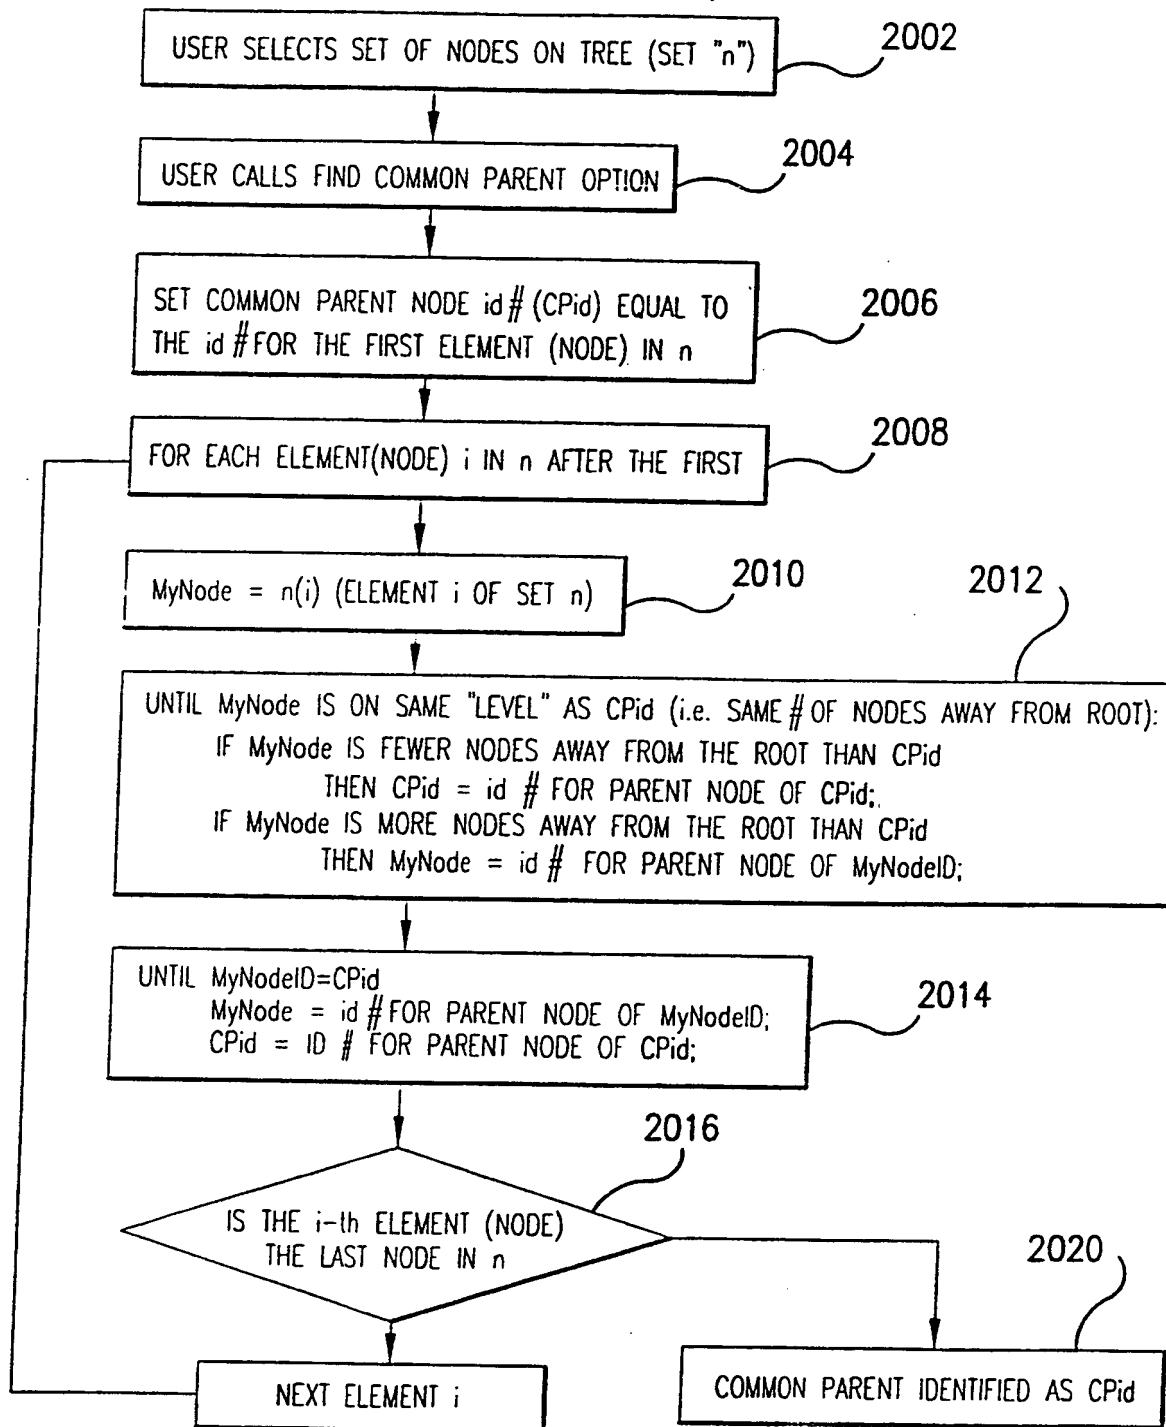 USER SELECTS SET OF NODES ON TREE (SET "n")
2002
USER CALLS FIND COMMON PARENT OPTION
2004
SET COMMON PARENT NODE id# (CPid) EQUAL TO
THE id # FOR THE FIRST ELEMENT (NODE) IN n
2006
FOR EACH ELEMENT(NODE) i IN n AFTER THE FIRST
2008
MyNode = n(i) (ELEMENT i OF SET n)
2010
2012
UNTIL MyNode IS ON SAME "LEVEL" AS CPid (i.e. SAME # OF NODES AWAY FROM ROOT):
IF MyNode IS FEWER NODES AWAY FROM THE ROOT THAN CPid
THEN CPid = id # FOR PARENT NODE OF CPid;
IF MyNode IS MORE NODES AWAY FROM THE ROOT THAN CPid
THEN MyNode = id # FOR PARENT NODE OF MyNodeID;
UNTIL MyNodeID=CPid
MyNode = id # FOR PARENT NODE OF MyNodeID;
CPid = ID # FOR PARENT NODE OF CPid;
2014
2016
IS THE i-th ELEMENT (NODE)
THE LAST NODE IN n
2020
NEXT ELEMENT i
COMMON PARENT IDENTIFIED AS CPid